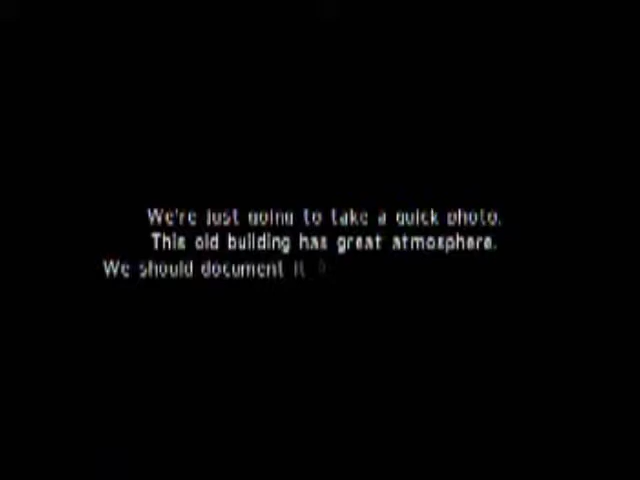 We're just going to take a quick photo.
This old building has great atmosphere.
We should document it